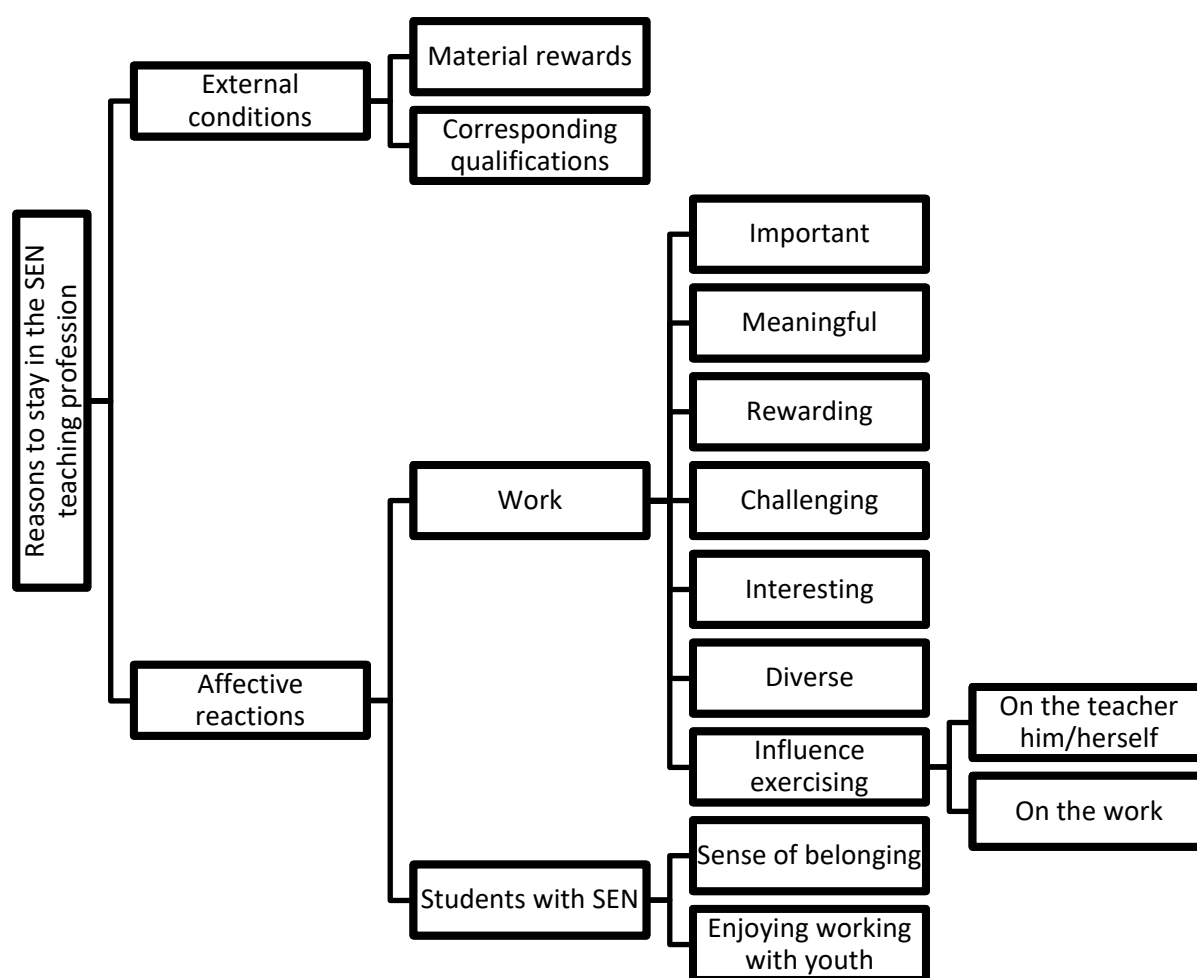 Reasons to stay in the SEN
teaching profession
External
conditions
Material rewards
Corresponding
qualifications
Affective
reactions
Work
Important
Meaningful
Rewarding
Challenging
Interesting
Diverse
Influence
exercising
On the teacher
him/herself
On the work
Students with SEN
Sense of belonging
Enjoying working
with youth